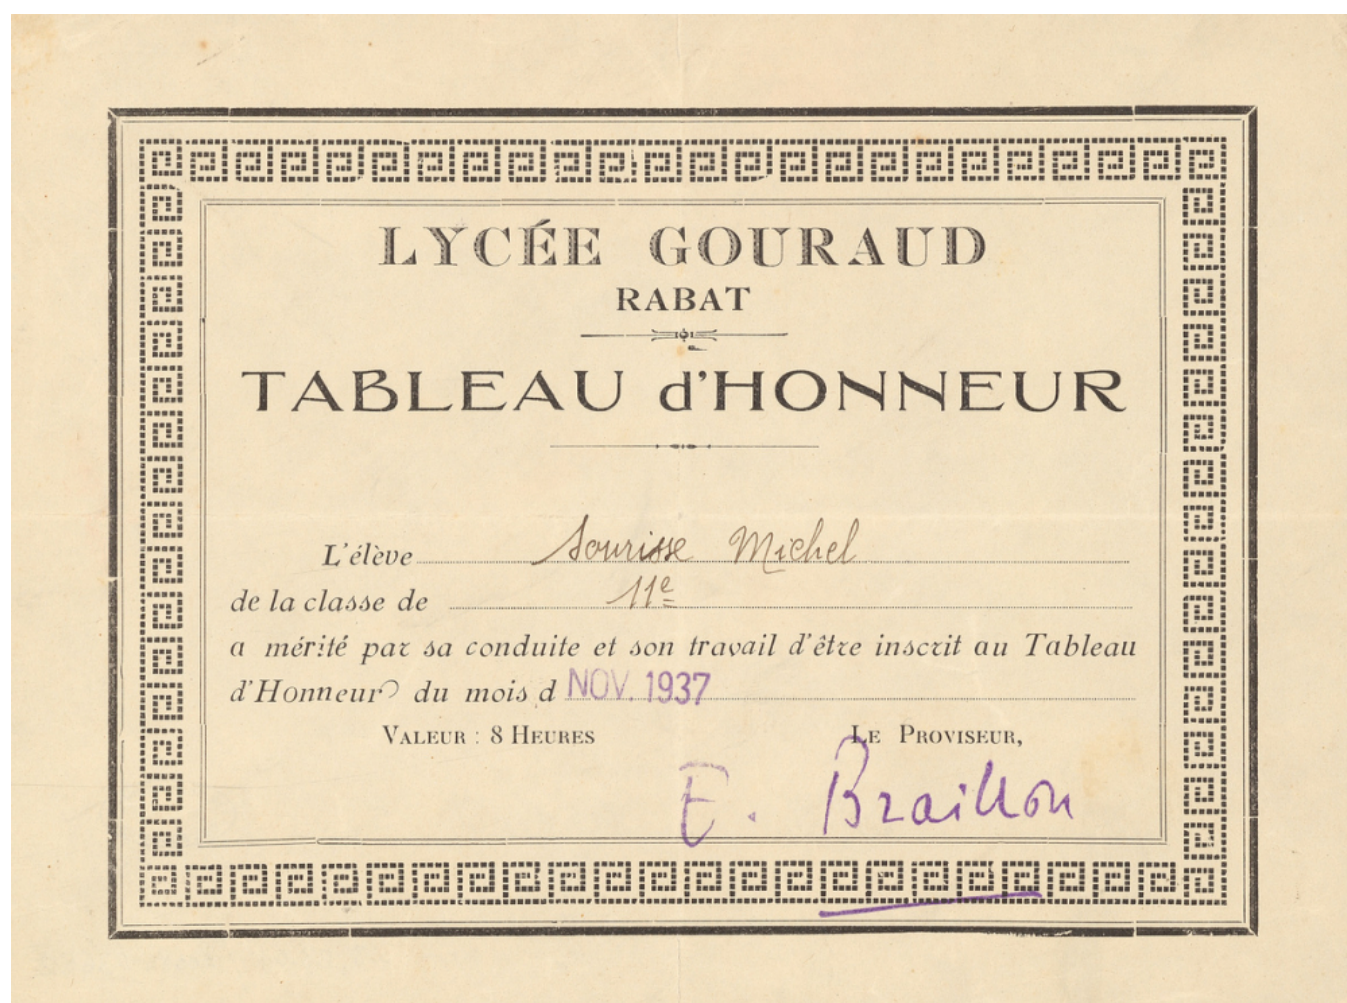 LYCÉE GOURAUD
RABAT
TABLEAU d'HONNEUR
L'élève Sourisse Michel
de la classe de 11e
a mérité par sa conduite et son travail d'être inscrit au Tableau
d'Honneur du mois d NOV. 1937
VALEUR : 8 HEURES LE PROVISEUR,
E. Braillon